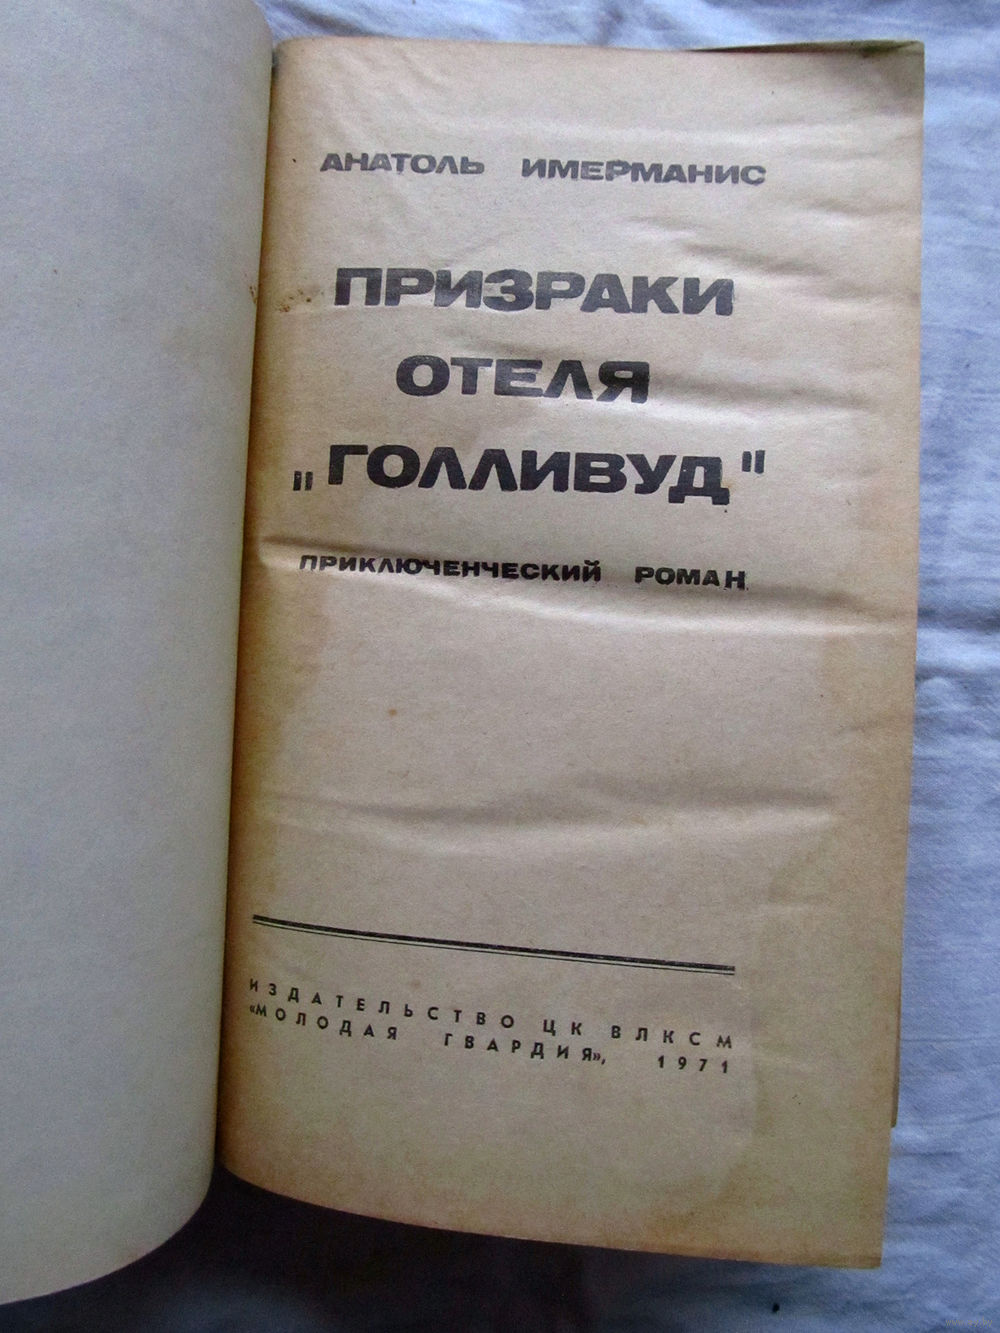 АНАТОЛЬ ИМЕРМАНИС
ПРИЗРАКИ
ОТЕЛЯ
„ГОЛЛИВУД"
ПРИКЛЮЧЕНЧЕСКИЙ РОМАН
ИЗДАТЕЛЬСТВО ЦК ВЛКСМ
«МОЛОДАЯ ГВАРДИЯ», 1971